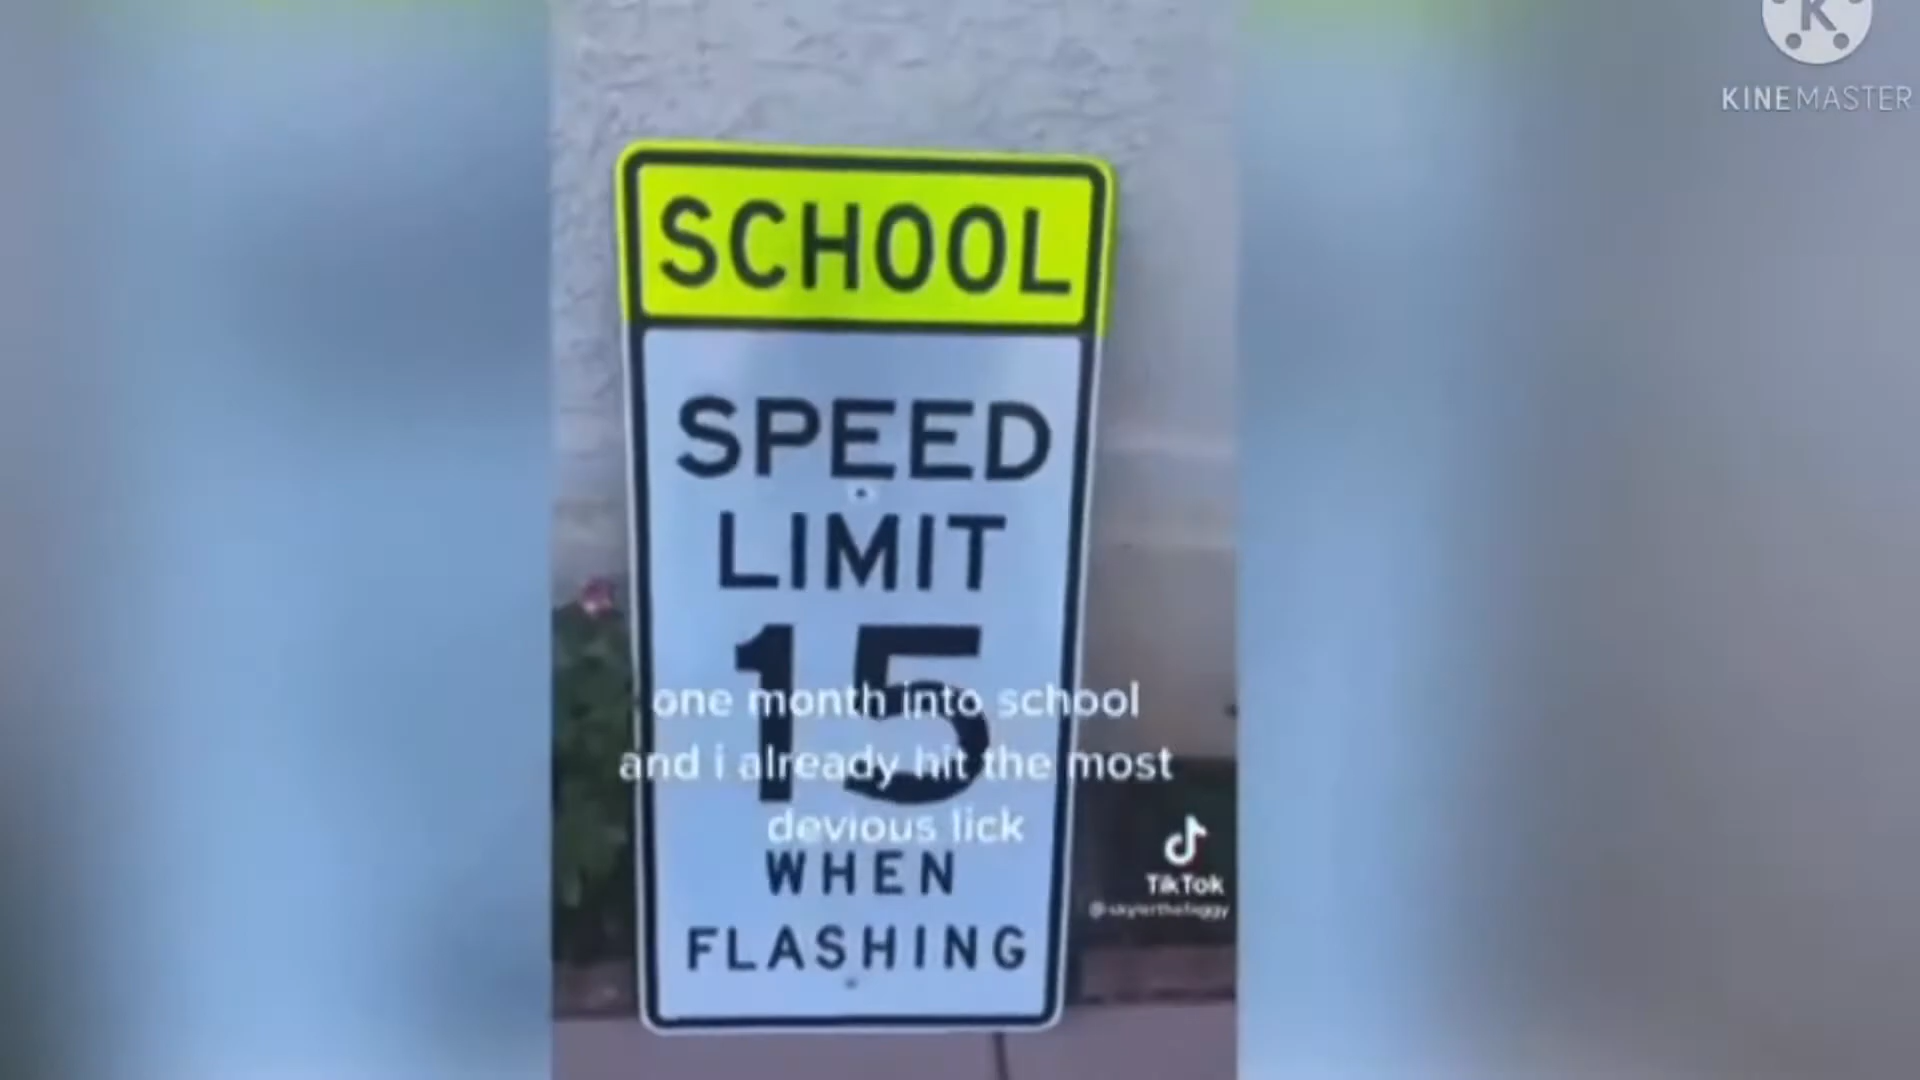 K
KINEMASTER
SCHOOL
SPEED
LIMIT
15
one month into school
and i already hit the most
devious lick
WHEN
FLASHING
TikTok